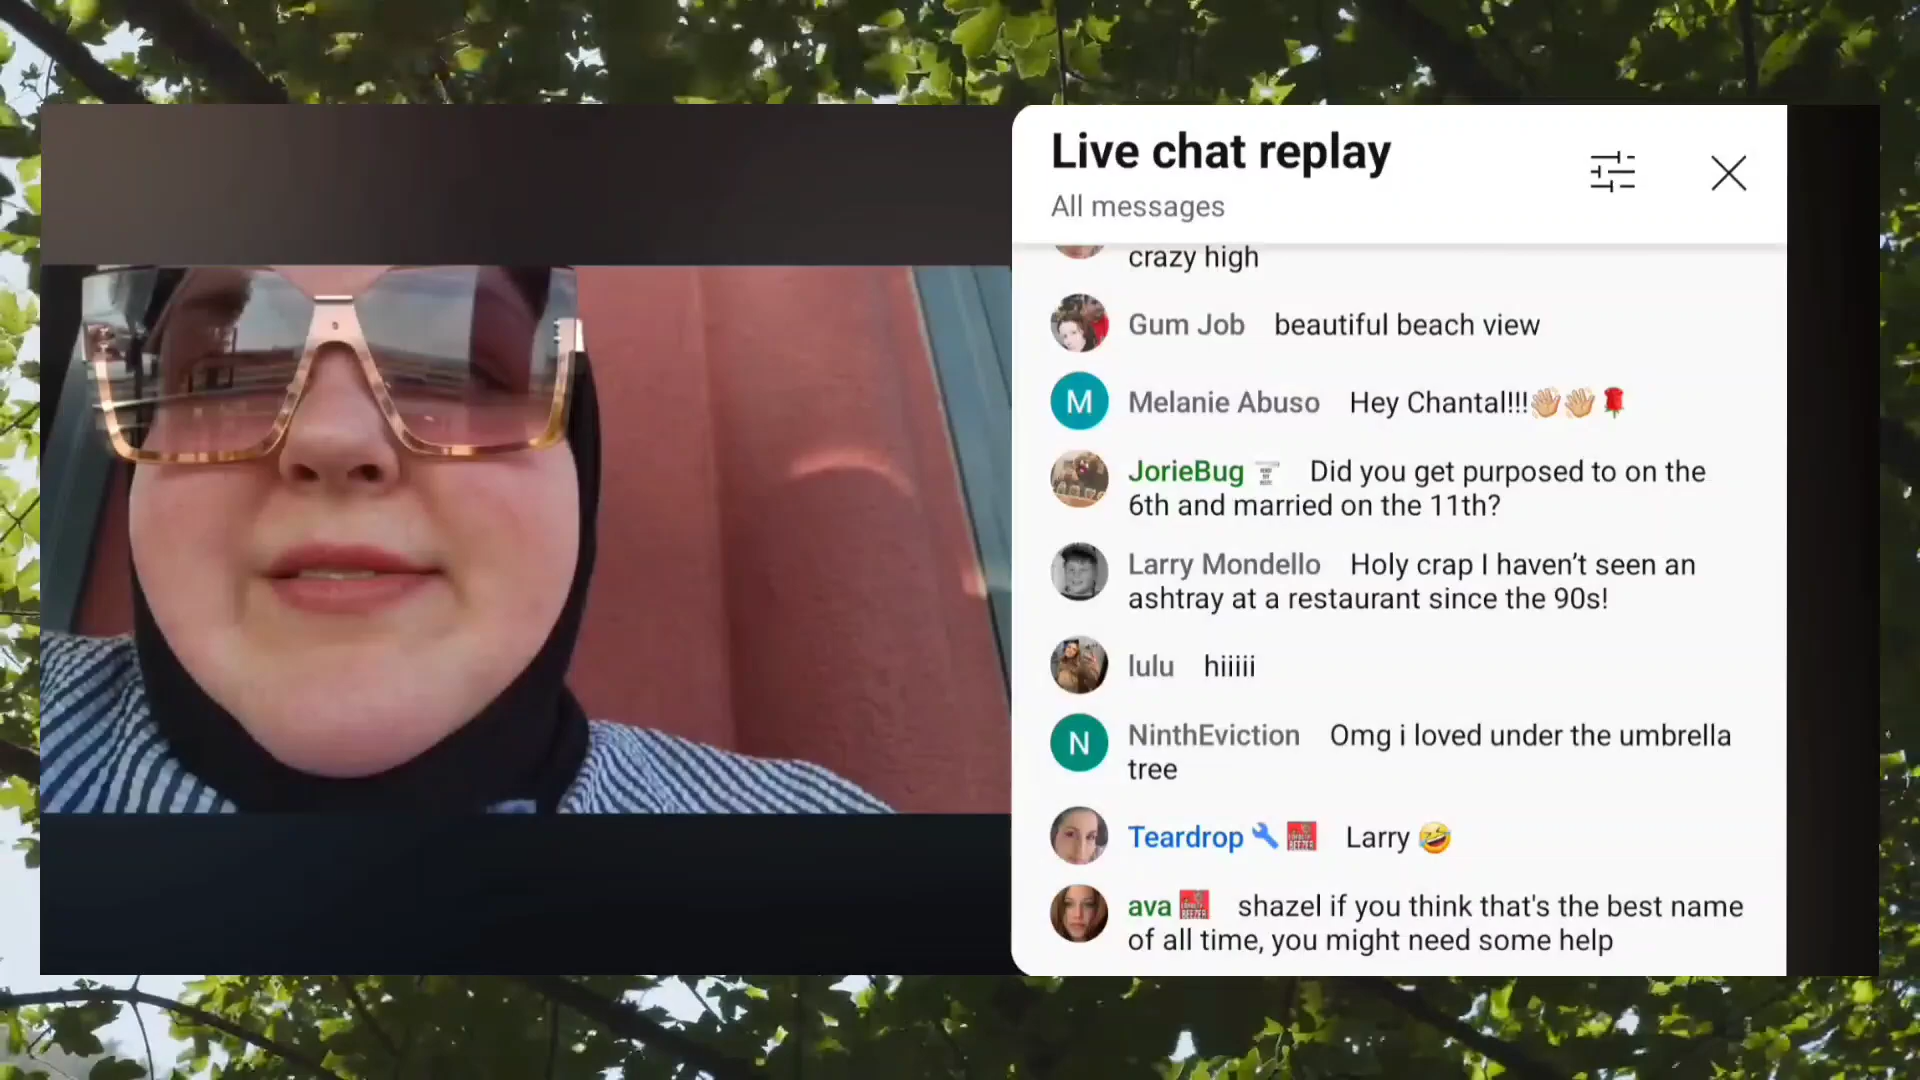 Live chat replay
All messages
crazy high
Gum Job beautiful beach view
Melanie Abuso Hey Chantal!!!👋🏼👋🏼🌹
JorieBug Did you get purposed to on the
6th and married on the 11th?
Larry Mondello Holy crap I haven’t seen an
ashtray at a restaurant since the 90s!
lulu hiiiii
NinthEviction Omg i loved under the umbrella
tree
Teardrop Larry 🤣
ava shazel if you think that's the best name
of all time, you might need some help
M
N